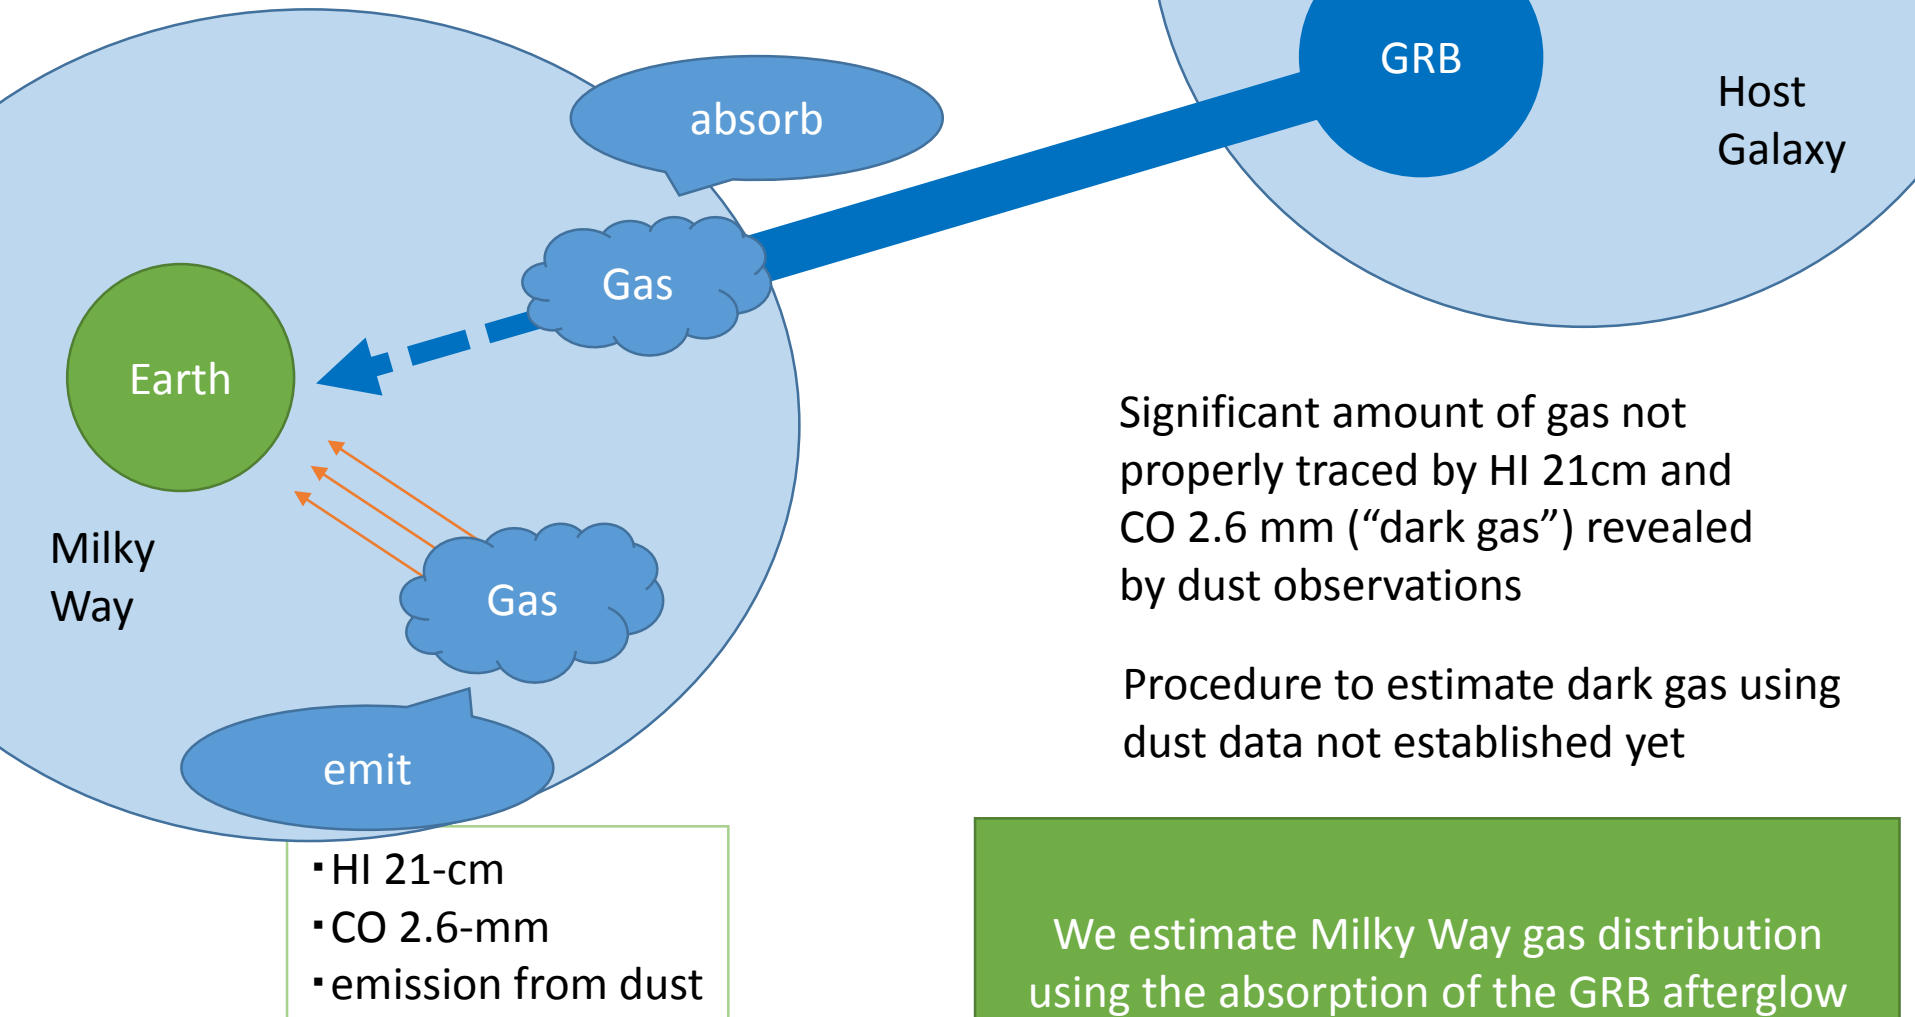 GRB
Host
Galaxy
absorb
Gas
Earth
Milky
Way
Gas
emit
▪HI 21-cm
▪CO 2.6-mm
▪emission from dust
Significant amount of gas not
properly traced by HI 21cm and
CO 2.6 mm (“dark gas”) revealed
by dust observations
Procedure to estimate dark gas using
dust data not established yet
We estimate Milky Way gas distribution
using the absorption of the GRB afterglow